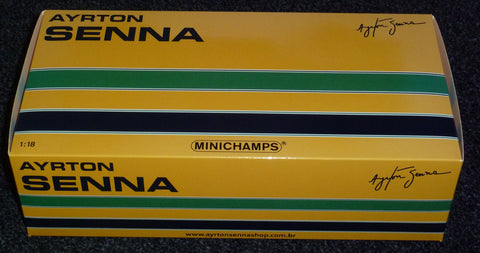 AYRTON
SENNA
Ayrton Senna
1:18
MINICHAMPS®
AYRTON
SENNA
Ayrton Senna
www.ayrtonsennashop.com.br